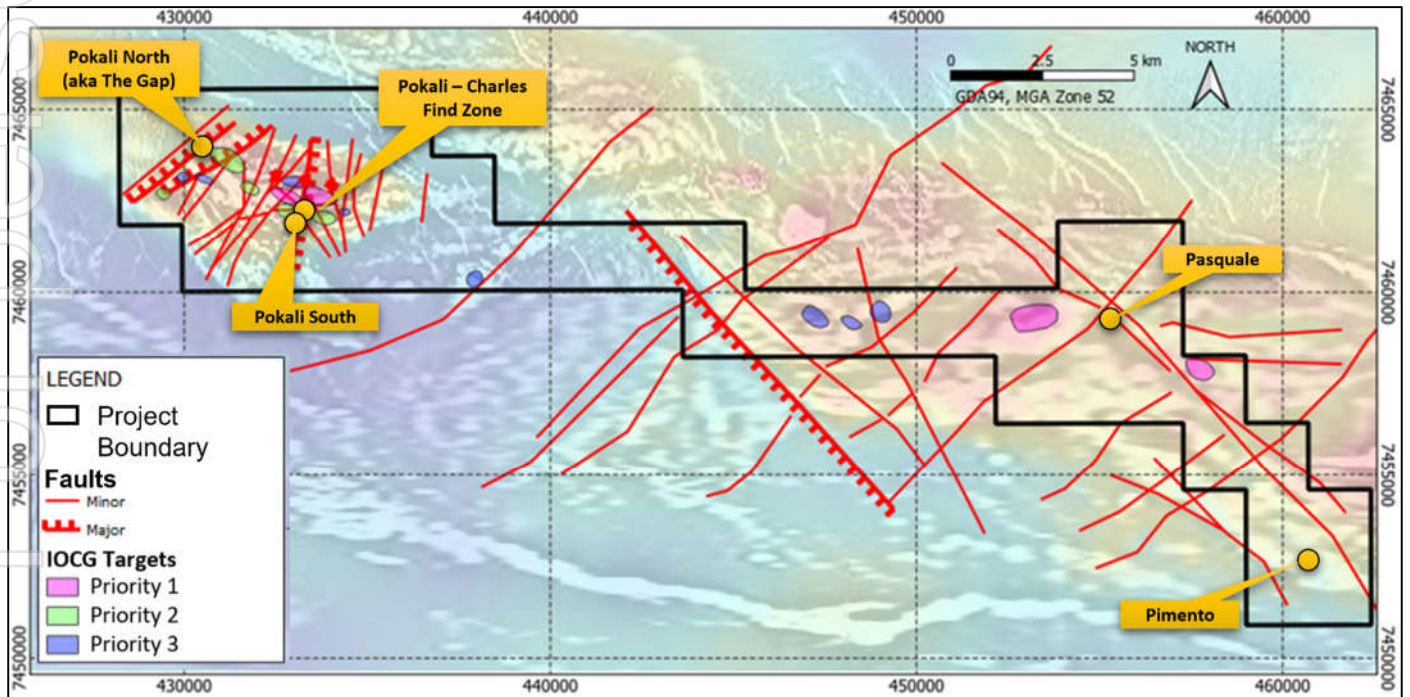 430000
440000
450000
460000
Pokali North
(aka The Gap)
Pokali – Charles
Find Zone
NORTH
0
2.5
5 km
GDA94, MGA Zone 52
7465000
7465000
Pasquale
7460000
7460000
Pokali South
LEGEND
Project
Boundary
Faults
Minor
Major
IOCG Targets
Priority 1
Priority 2
Priority 3
7455000
7455000
Pimento
7450000
7450000
430000
440000
450000
460000